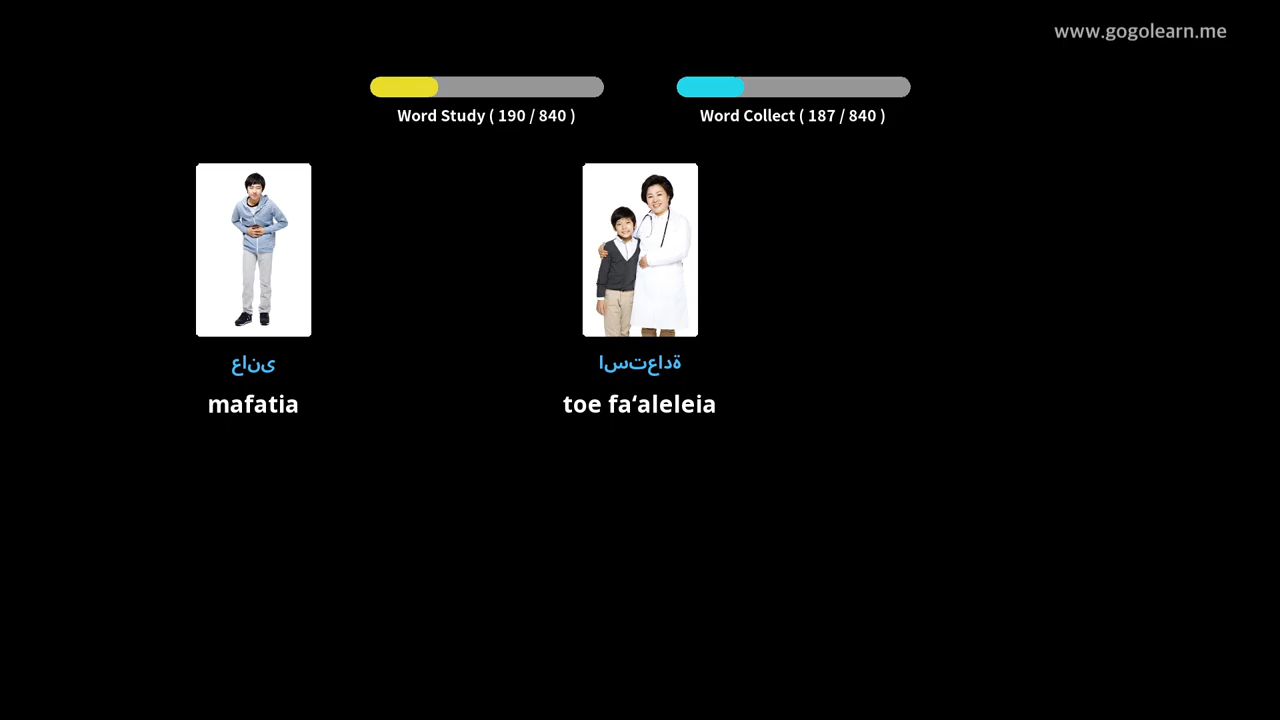 www.gogolearn.me
Word Study ( 190 / 840 )
Word Collect ( 187 / 840 )
عانى
استعادة
mafatia
toe fa‘aleleia